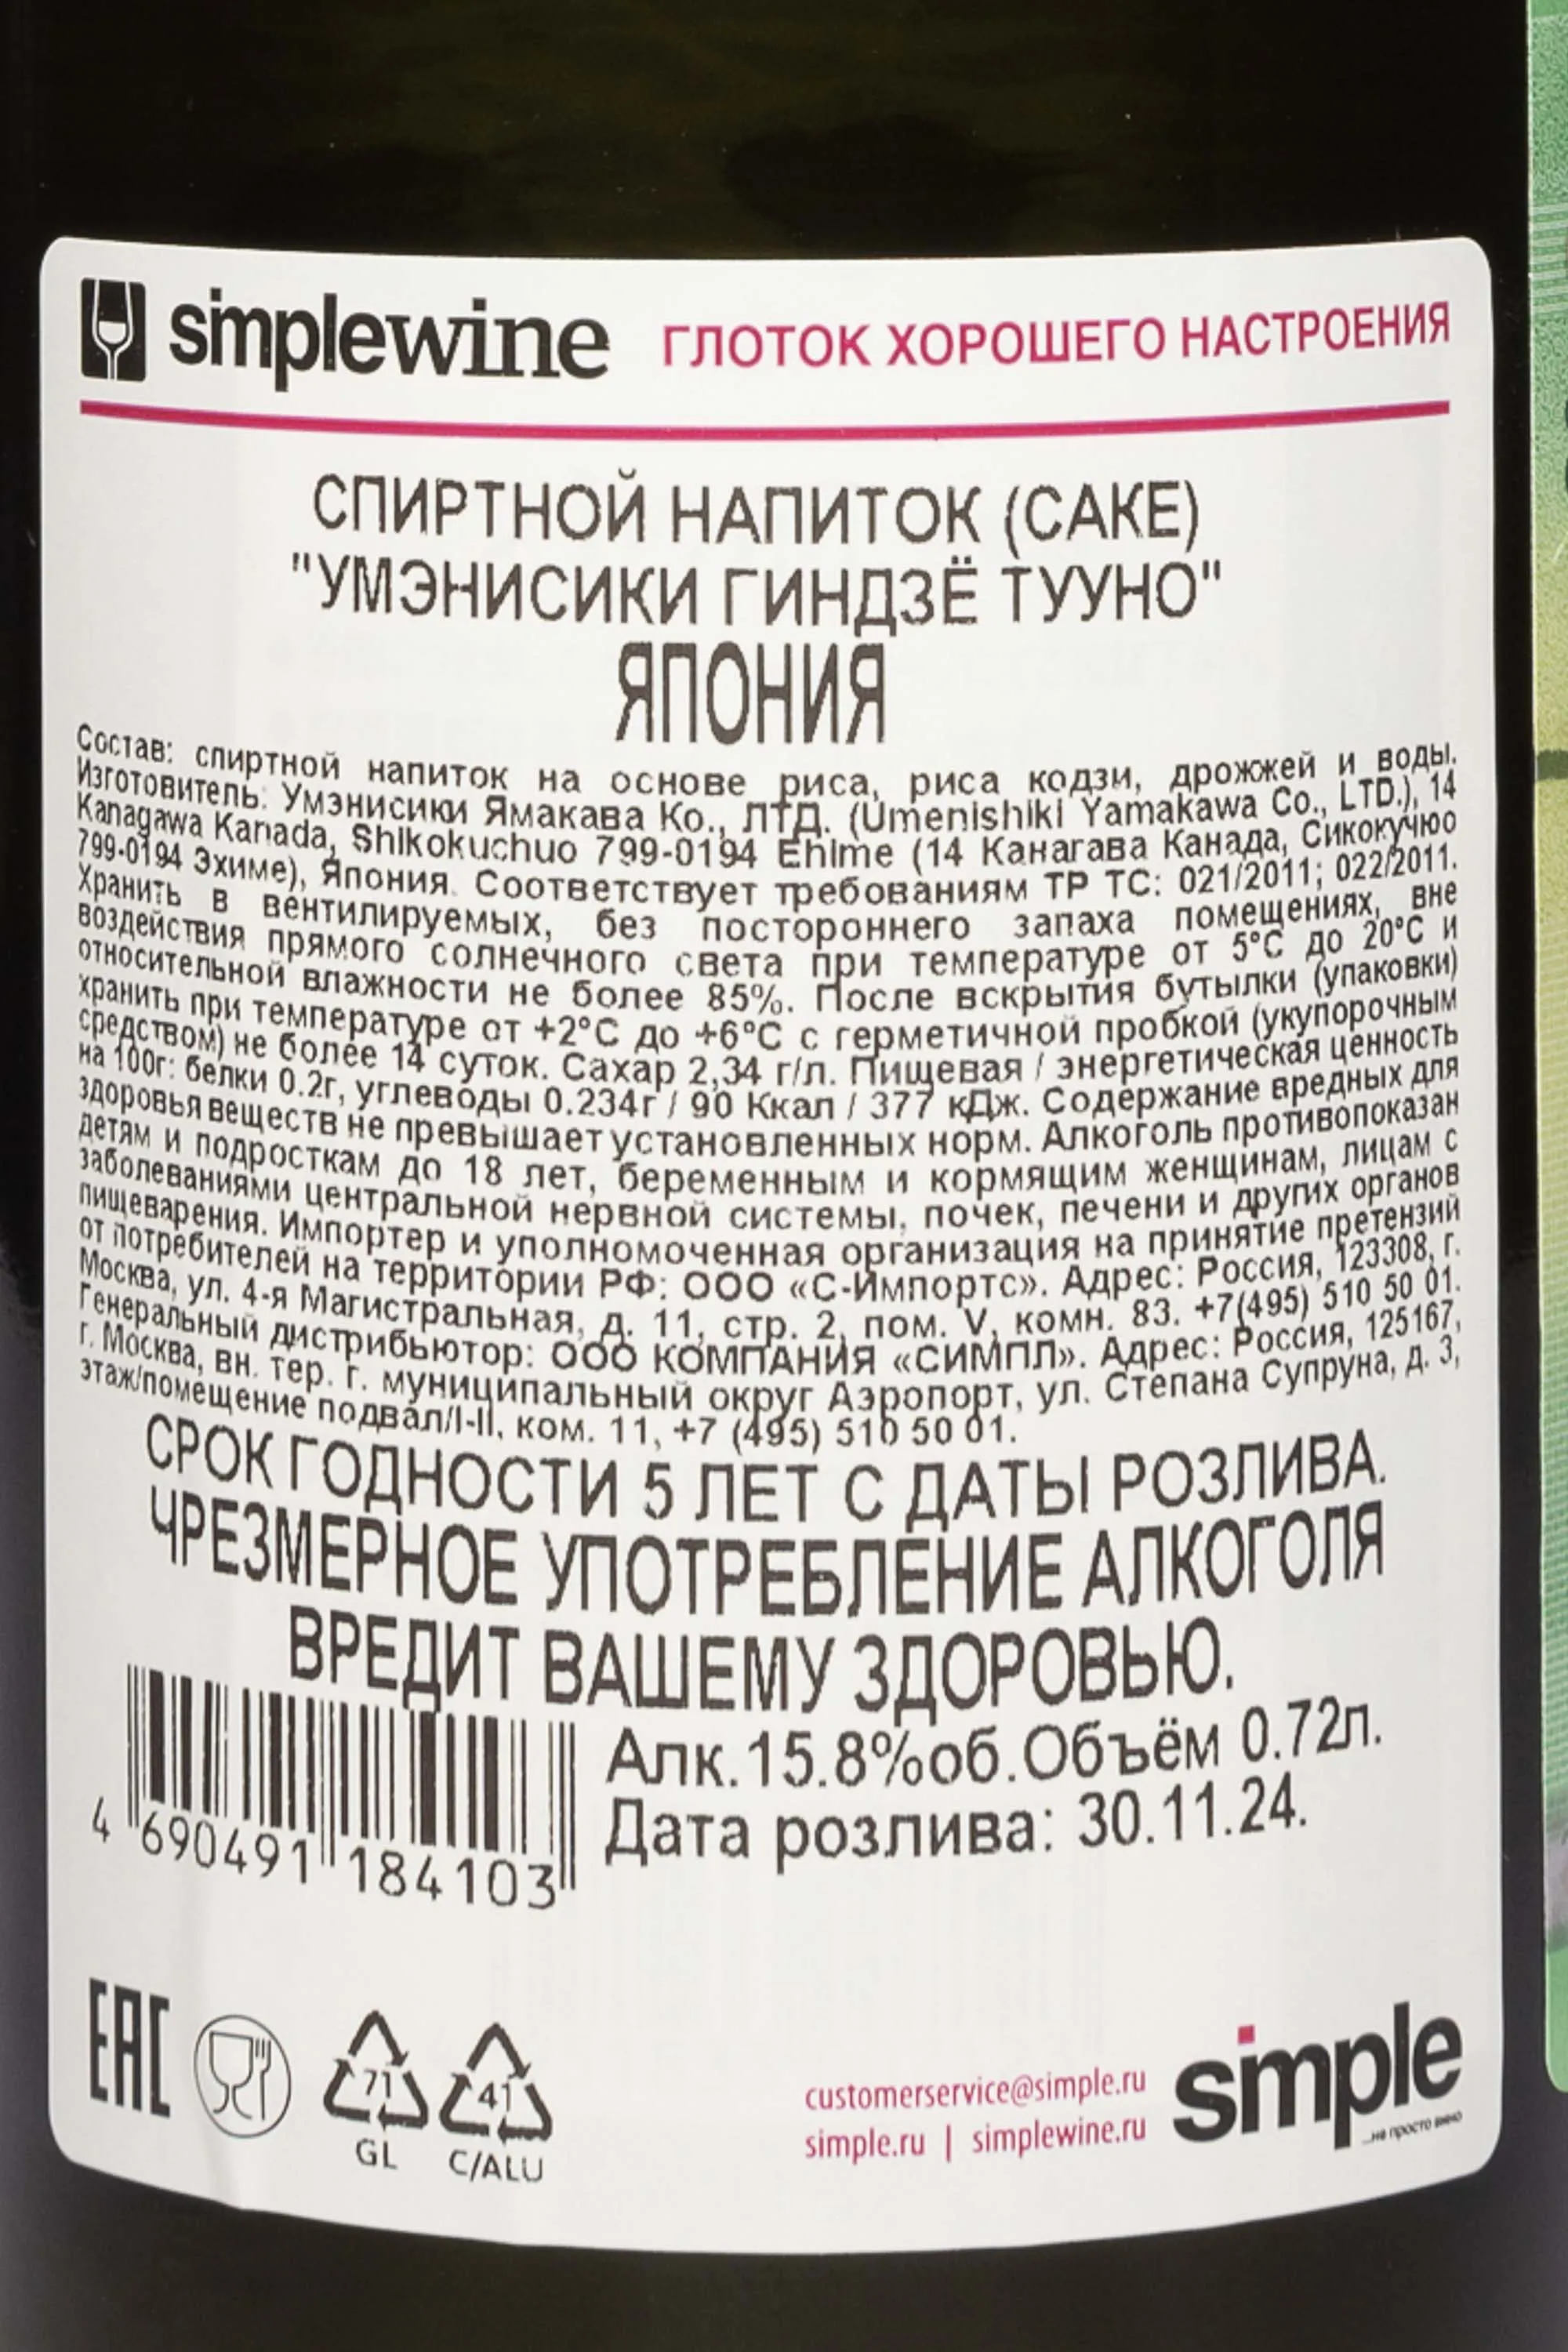 simplewine ГЛОТОК ХОРОШЕГО НАСТРОЕНИЯ
СПИРТНОЙ НАПИТОК (САКЕ)
"УМЭНИСИКИ ГИНДЗЁ ТУУНО"
ЯПОНИЯ
Состав: спиртной напиток на основе риса, риса кодзи, дрожжей и воды.
Изготовитель: Умэнисики Ямакава Ко., ЛТД. (Umenishiki Yamakawa Co., LTD.), 14
Kanagawa Kanada, Shikokuchuo 799-0194 Ehime (14 Канагава Канада, Сикокучюо
799-0194 Эхиме), Япония. Соответствует требованиям ТР ТС: 021/2011; 022/2011.
Хранить в вентилируемых, без постороннего запаха помещениях, вне
воздействия прямого солнечного света при температуре от 5°C до 20°C и
относительной влажности не более 85%. После вскрытия бутылки (упаковки)
хранить при температуре от +2°C до +6°C с герметичной пробкой (укупорочным
средством) не более 14 суток. Сахар 2,34 г/л. Пищевая / энергетическая ценность
на 100г: белки 0.2г, углеводы 0.234г / 90 Ккал / 377 кДж. Содержание вредных для
здоровья веществ не превышает установленных норм. Алкоголь противопоказан
детям и подросткам до 18 лет, беременным и кормящим женщинам, лицам с
заболеваниями центральной нервной системы, почек, печени и других органов
пищеварения. Импортер и уполномоченная организация на принятие претензий
от потребителей на территории РФ: ООО «С-Импортс». Адрес: Россия, 123308, г.
Москва, ул. 4-я Магистральная, д. 11, стр. 2, пом. V, комн. 83. +7(495) 510 50 01.
Генеральный дистрибьютор: ООО КОМПАНИЯ «СИМПЛ». Адрес: Россия, 125167,
г. Москва, вн. тер. г. муниципальный округ Аэропорт, ул. Степана Супруна, д. 3,
этаж/помещение подвал/I-II, ком. 11, +7 (495) 510 50 01.
СРОК ГОДНОСТИ 5 ЛЕТ С ДАТЫ РОЗЛИВА.
ЧРЕЗМЕРНОЕ УПОТРЕБЛЕНИЕ АЛКОГОЛЯ
ВРЕДИТ ВАШЕМУ ЗДОРОВЬЮ.
Алк.15.8%об.Объём 0.72л.
Дата розлива: 30.11.24.
4 690491 184103
EAC
71 41
GL C/ALU
customerservice@simple.ru
simple.ru | simplewine.ru
simple
...не просто вино